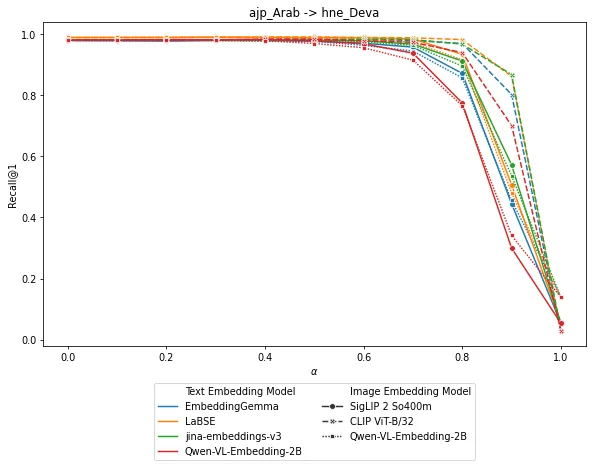 ajp_Arab -> hne_Deva
1.0
0.8
0.6
0.4
0.2
0.0
Recall@1
0.0 0.2 0.4 0.6 0.8 1.0
α
Text Embedding Model Image Embedding Model
EmbeddingGemma SigLIP 2 So400m
LaBSE CLIP ViT-B/32
jina-embeddings-v3 Qwen-VL-Embedding-2B
Qwen-VL-Embedding-2B